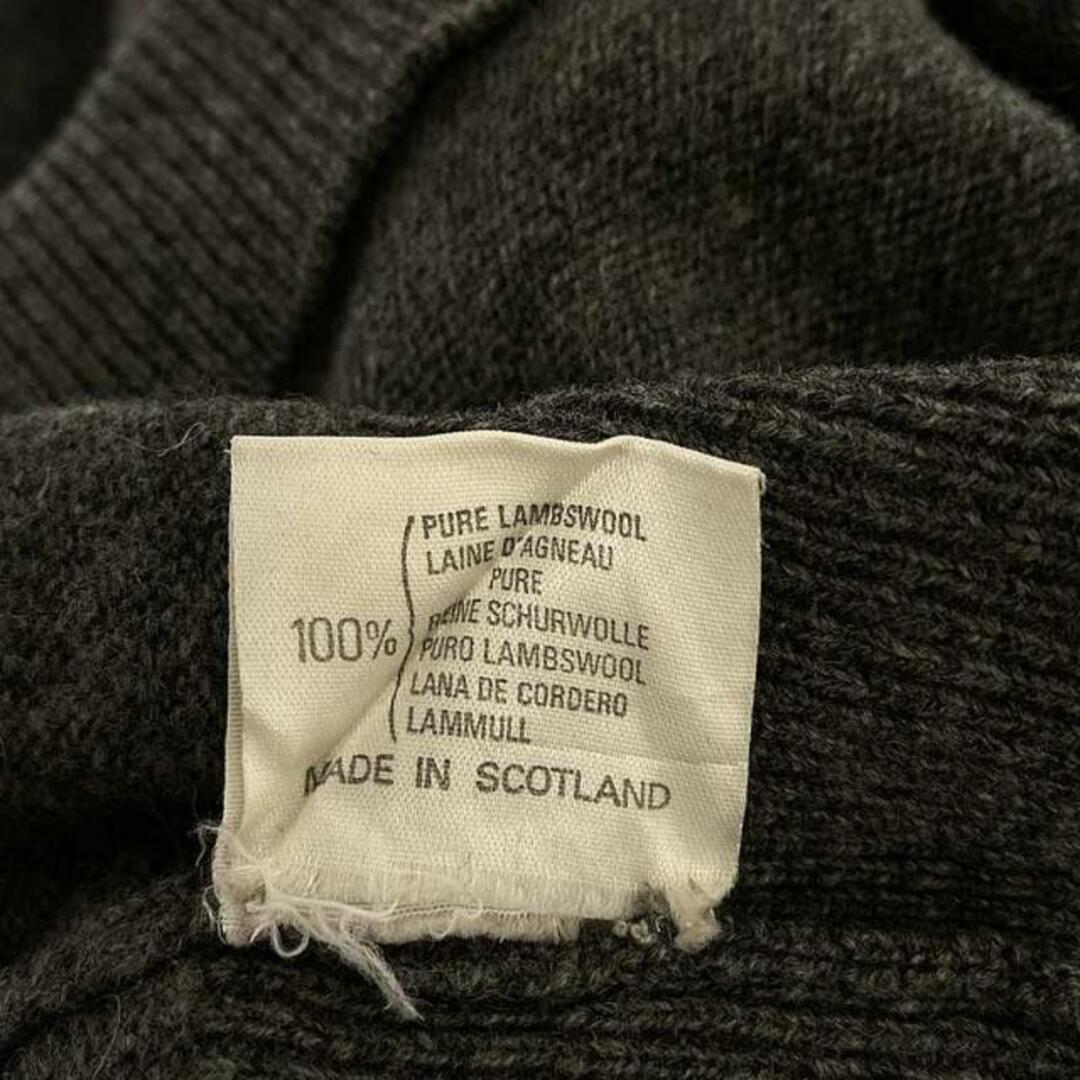 PURE LAMBSWOOL
LAINE D'AGNEAU
PURE
REINE SCHURWOLLE
100%
PURO LAMBSWOOL
LANA DE CORDERO
LAMMULL
MADE IN SCOTLAND